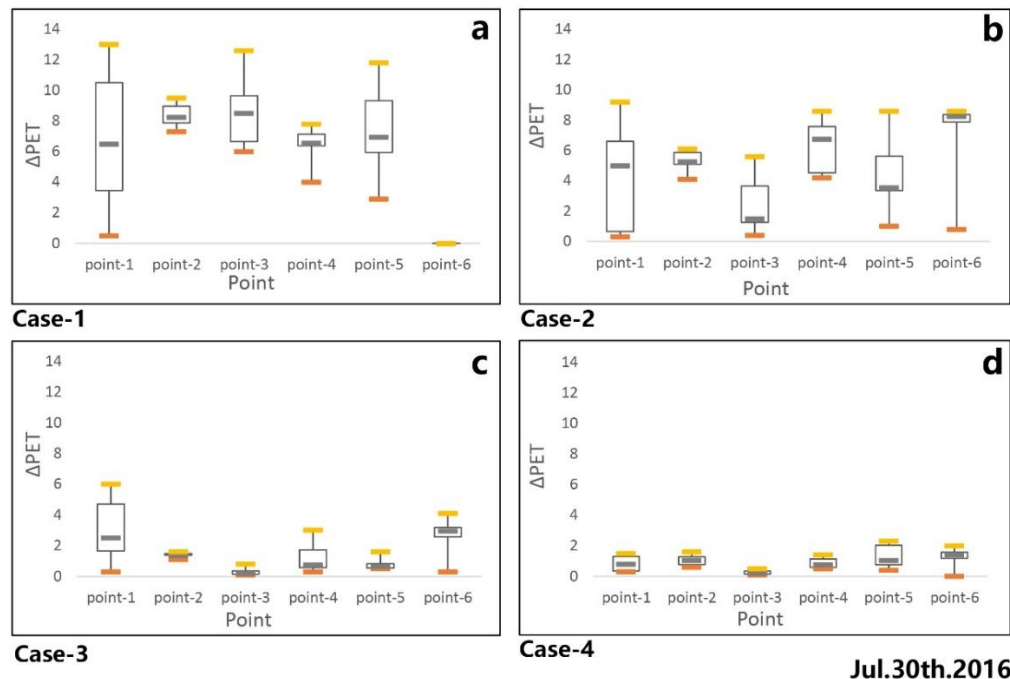 a
14
12
10
8
6
4
2
0
ΔPET
point-1 point-2 point-3 point-4 point-5 point-6
Point
Case-1
b
14
12
10
8
6
4
2
0
ΔPET
point-1 point-2 point-3 point-4 point-5 point-6
Point
Case-2
c
14
12
10
8
6
4
2
0
ΔPET
point-1 point-2 point-3 point-4 point-5 point-6
Point
Case-3
d
14
12
10
8
6
4
2
0
ΔPET
point-1 point-2 point-3 point-4 point-5 point-6
Point
Case-4
Jul.30th.2016